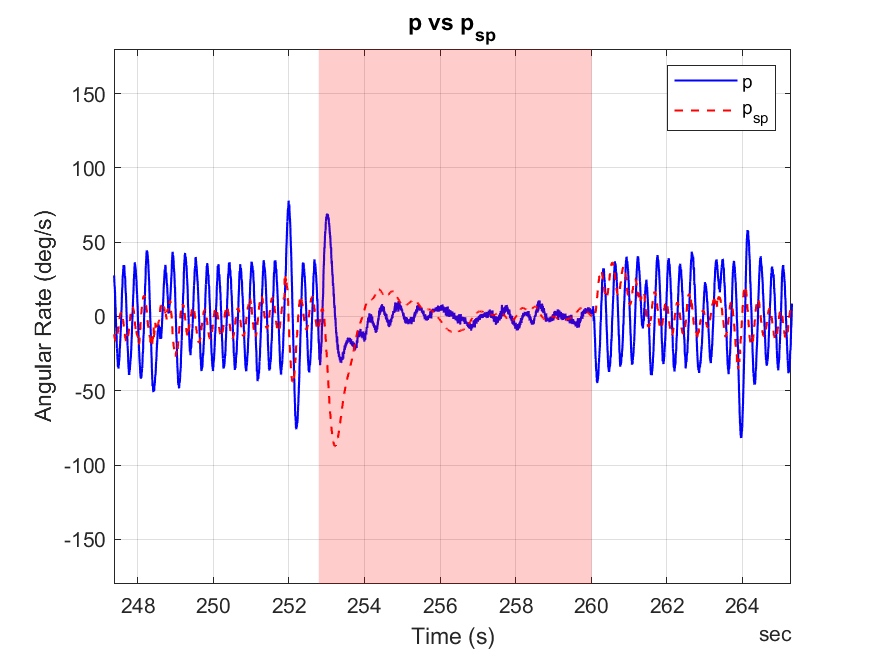 p vs p_sp
p
p_sp
Angular Rate (deg/s)
150
100
50
0
-50
-100
-150
248 250 252 254 256 258 260 262 264
Time (s)
sec